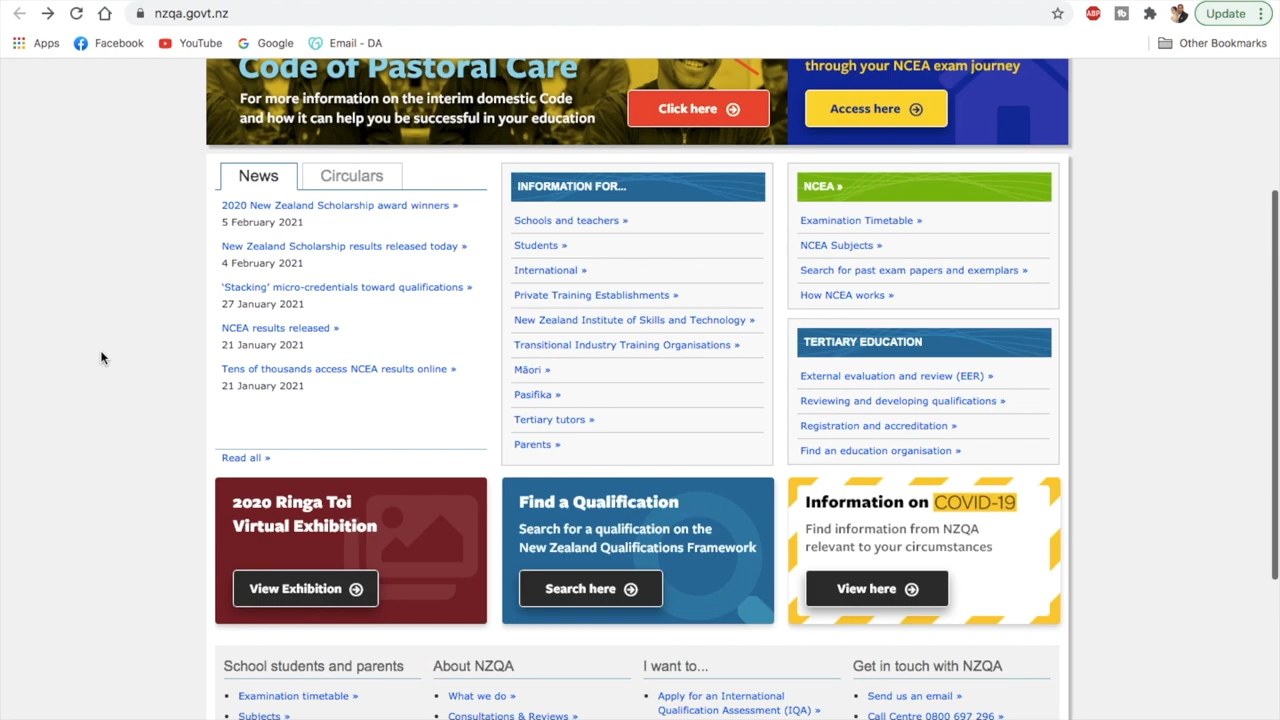 nzqa.govt.nz
ABP
Update
Apps
Facebook
YouTube
Google
Email - DA
Other Bookmarks
Code of Pastoral Care
For more information on the interim domestic Code
and how it can help you be successful in your education
Click here
through your NCEA exam journey
Access here
News
Circulars
2020 New Zealand Scholarship award winners »
5 February 2021
New Zealand Scholarship results released today »
4 February 2021
‘Stacking’ micro-credentials toward qualifications »
27 January 2021
NCEA results released »
21 January 2021
Tens of thousands access NCEA results online »
21 January 2021
Read all »
INFORMATION FOR...
Schools and teachers »
Students »
International »
Private Training Establishments »
New Zealand Institute of Skills and Technology »
Transitional Industry Training Organisations »
Māori »
Pasifika »
Tertiary tutors »
Parents »
NCEA »
Examination Timetable »
NCEA Subjects »
Search for past exam papers and exemplars »
How NCEA works »
TERTIARY EDUCATION
External evaluation and review (EER) »
Reviewing and developing qualifications »
Registration and accreditation »
Find an education organisation »
2020 Ringa Toi
Virtual Exhibition
View Exhibition
Find a Qualification
Search for a qualification on the
New Zealand Qualifications Framework
Search here
Information on COVID-19
Find information from NZQA
relevant to your circumstances
View here
School students and parents
Examination timetable »
Subjects »
About NZQA
What we do »
Consultations & Reviews »
I want to...
Apply for an International
Qualification Assessment (IQA) »
Get in touch with NZQA
Send us an email »
Call Centre 0800 697 296 »